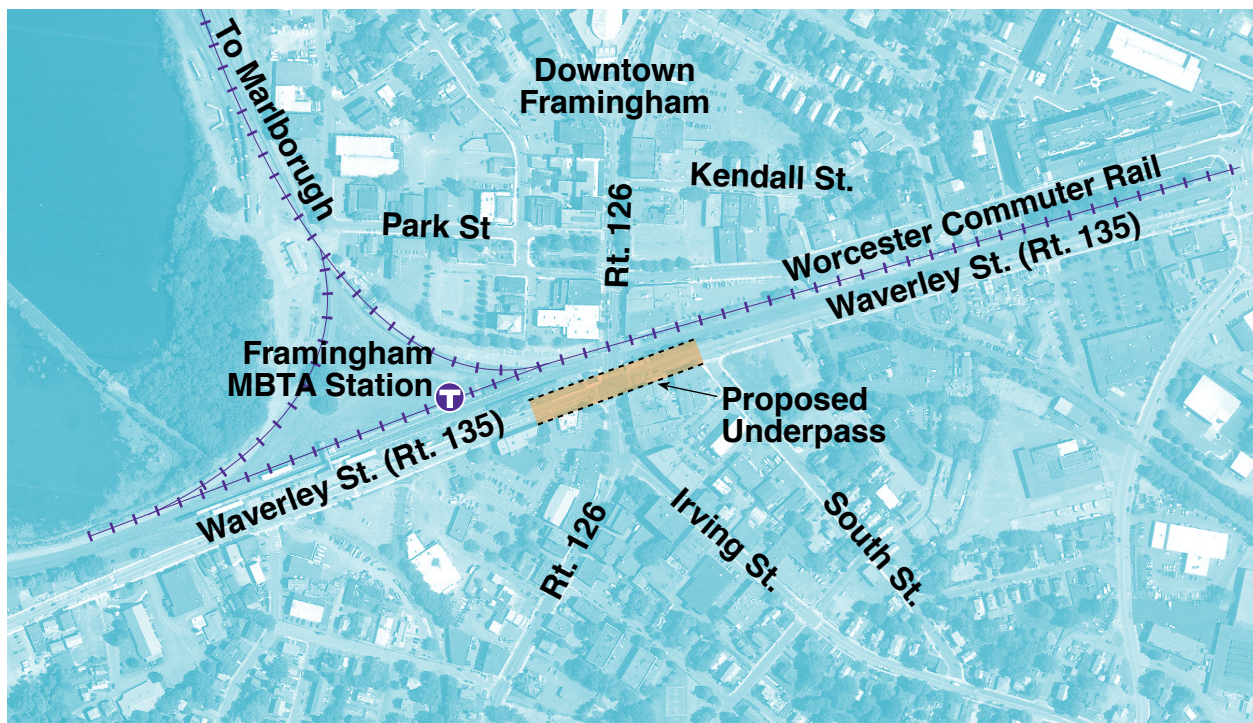 To Marlborough
Downtown
Framingham
Kendall St.
Park St
Rt. 126
Worcester Commuter Rail
Waverley St. (Rt. 135)
Framingham
MBTA Station
T
Proposed
Underpass
Waverley St. (Rt. 135)
Rt. 126
Irving St.
South St.